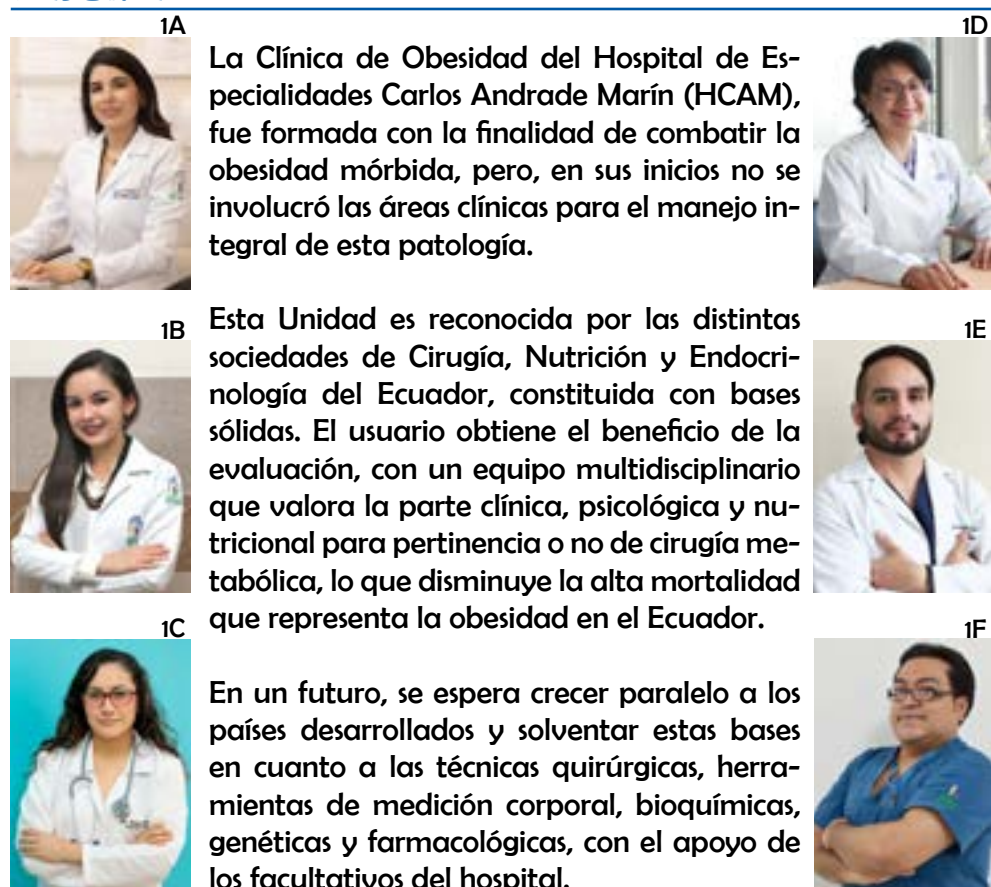 1A
1D
La Clínica de Obesidad del Hospital de Es-
pecialidades Carlos Andrade Marín (HCAM),
fue formada con la finalidad de combatir la
obesidad mórbida, pero, en sus inicios no se
involucró las áreas clínicas para el manejo in-
tegral de esta patología.
1B
1E
Esta Unidad es reconocida por las distintas
sociedades de Cirugía, Nutrición y Endocri-
nología del Ecuador, constituida con bases
sólidas. El usuario obtiene el beneficio de la
evaluación, con un equipo multidisciplinario
que valora la parte clínica, psicológica y nu-
tricional para pertinencia o no de cirugía me-
tabólica, lo que disminuye la alta mortalidad
que representa la obesidad en el Ecuador.
1C
1F
En un futuro, se espera crecer paralelo a los
países desarrollados y solventar estas bases
en cuanto a las técnicas quirúrgicas, herra-
mientas de medición corporal, bioquímicas,
genéticas y farmacológicas, con el apoyo de
los facultativos del hospital.